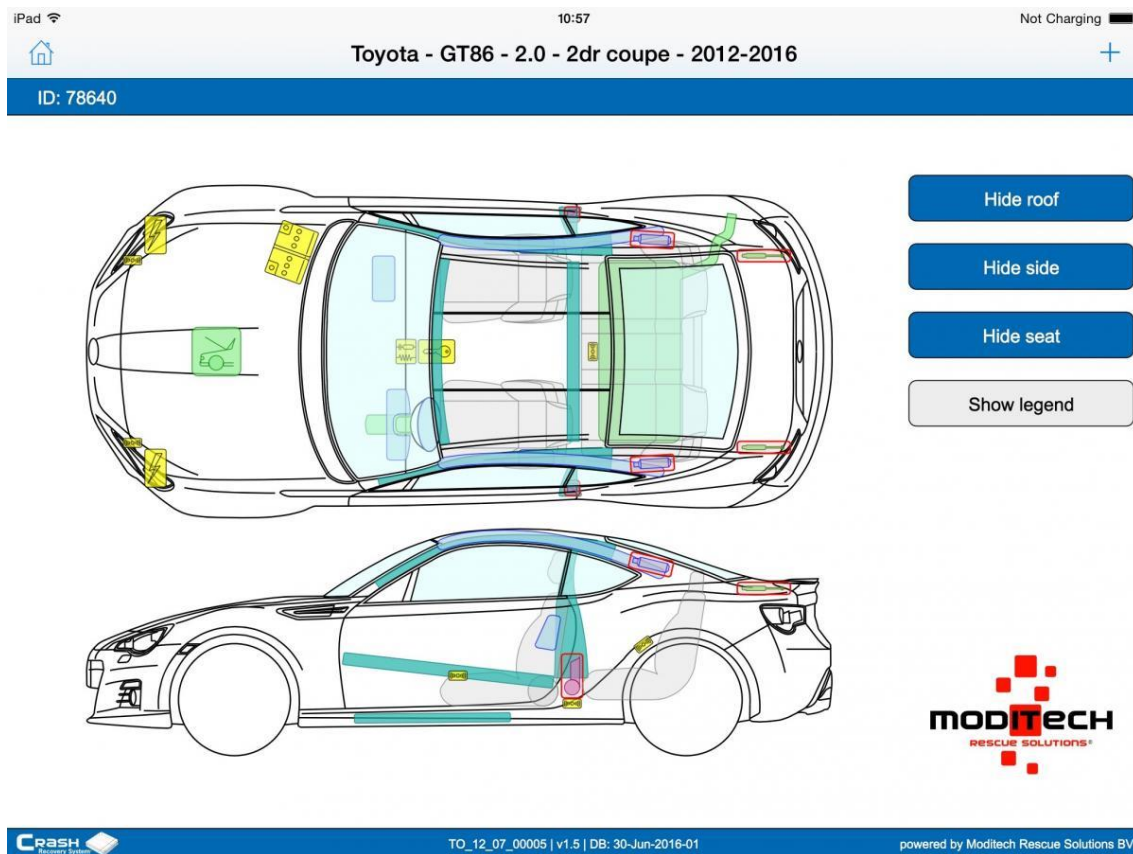 iPad 10:57 Not Charging
Toyota - GT86 - 2.0 - 2dr coupe - 2012-2016
ID: 78640
Hide roof
Hide side
Hide seat
Show legend
MODITECH
RESCUE SOLUTIONS®
CRASH
Recovery System
TO_12_07_00005 | v1.5 | DB: 30-Jun-2016-01
powered by Moditech Rescue Solutions BV